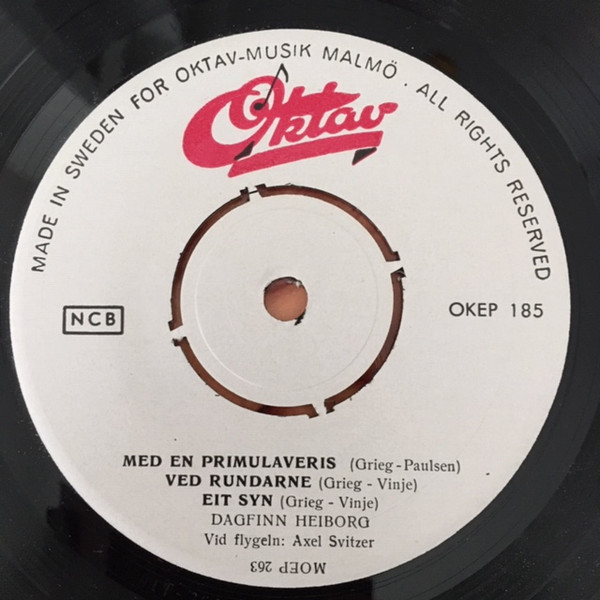 MADE IN SWEDEN FOR OKTAV-MUSIK MALMÖ . ALL RIGHTS RESERVED
Oktav
NCB
OKEP 185
MED EN PRIMULAVERIS (Grieg-Paulsen)
VED RUNDARNE (Grieg - Vinje)
EIT SYN (Grieg - Vinje)
DAGFINN HEIBORG
Vid flygeln: Axel Svitzer
MOEP 263